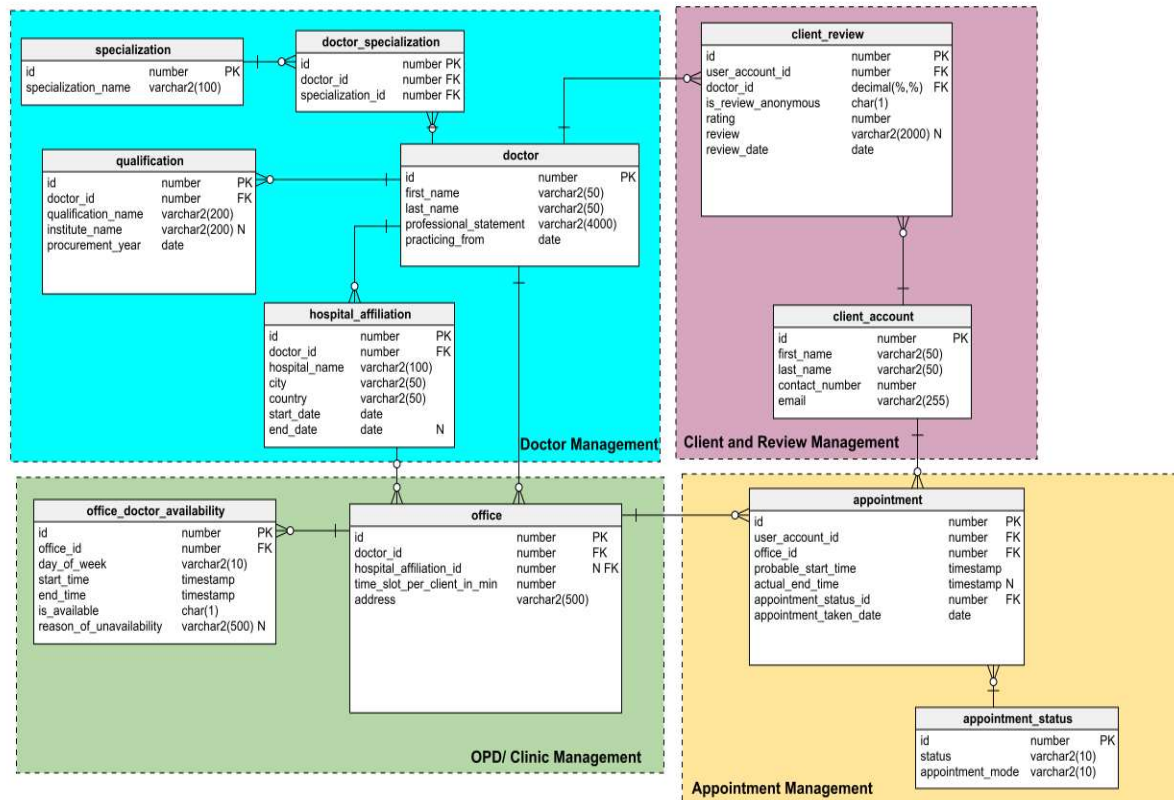 specialization
id number PK
specialization_name varchar2(100)
doctor_specialization
id number PK
doctor_id number FK
specialization_id number FK
qualification
id number PK
doctor_id number FK
qualification_name varchar2(200)
institute_name varchar2(200) N
procurement_year date
doctor
id number PK
first_name varchar2(50)
last_name varchar2(50)
professional_statement varchar2(4000)
practicing_from date
hospital_affiliation
id number PK
doctor_id number FK
hospital_name varchar2(100)
city varchar2(50)
country varchar2(50)
start_date date
end_date date N
Doctor Management
client_review
id number PK
user_account_id number FK
doctor_id decimal(%,%) FK
is_review_anonymous char(1)
rating number
review varchar2(2000) N
review_date date
client_account
id number PK
first_name varchar2(50)
last_name varchar2(50)
contact_number number
email varchar2(255)
Client and Review Management
office_doctor_availability
id number PK
office_id number FK
day_of_week varchar2(10)
start_time timestamp
end_time timestamp
is_available char(1)
reason_of_unavailability varchar2(500) N
office
id number PK
doctor_id number FK
hospital_affiliation_id number N FK
time_slot_per_client_in_min number
address varchar2(500)
OPD/ Clinic Management
appointment
id number PK
user_account_id number FK
office_id number FK
probable_start_time timestamp
actual_end_time timestamp N
appointment_status_id number FK
appointment_taken_date date
appointment_status
id number PK
status varchar2(10)
appointment_mode varchar2(10)
Appointment Management